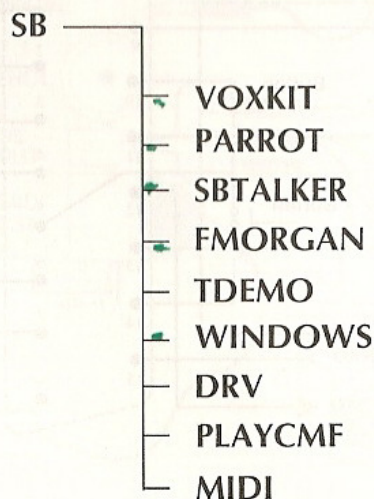 SB
VOXKIT
PARROT
SBTALKER
FMORGAN
TDEMO
WINDOWS
DRV
PLAYCMF
MIDI